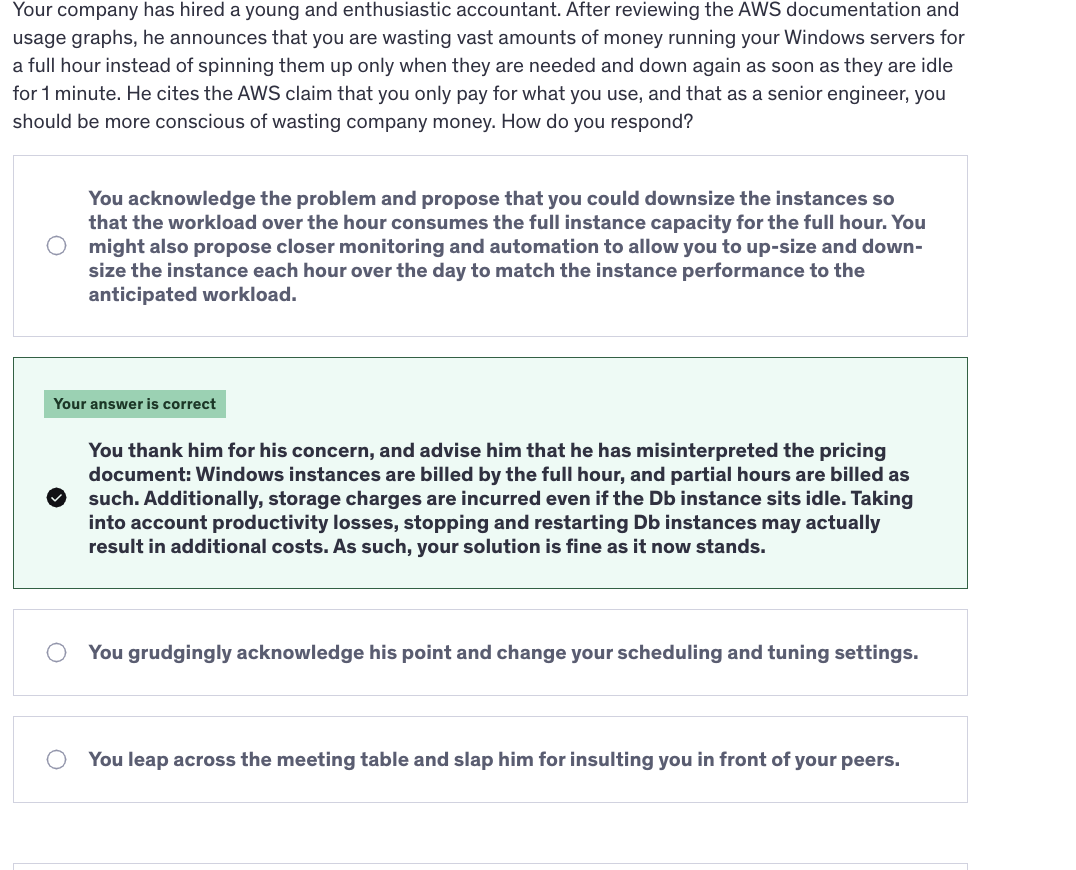 Your company has hired a young and enthusiastic accountant. After reviewing the AWS documentation and
usage graphs, he announces that you are wasting vast amounts of money running your Windows servers for
a full hour instead of spinning them up only when they are needed and down again as soon as they are idle
for 1 minute. He cites the AWS claim that you only pay for what you use, and that as a senior engineer, you
should be more conscious of wasting company money. How do you respond?
You acknowledge the problem and propose that you could downsize the instances so
that the workload over the hour consumes the full instance capacity for the full hour. You
might also propose closer monitoring and automation to allow you to up-size and down-
size the instance each hour over the day to match the instance performance to the
anticipated workload.
Your answer is correct
You thank him for his concern, and advise him that he has misinterpreted the pricing
document: Windows instances are billed by the full hour, and partial hours are billed as
such. Additionally, storage charges are incurred even if the Db instance sits idle. Taking
into account productivity losses, stopping and restarting Db instances may actually
result in additional costs. As such, your solution is fine as it now stands.
You grudgingly acknowledge his point and change your scheduling and tuning settings.
You leap across the meeting table and slap him for insulting you in front of your peers.